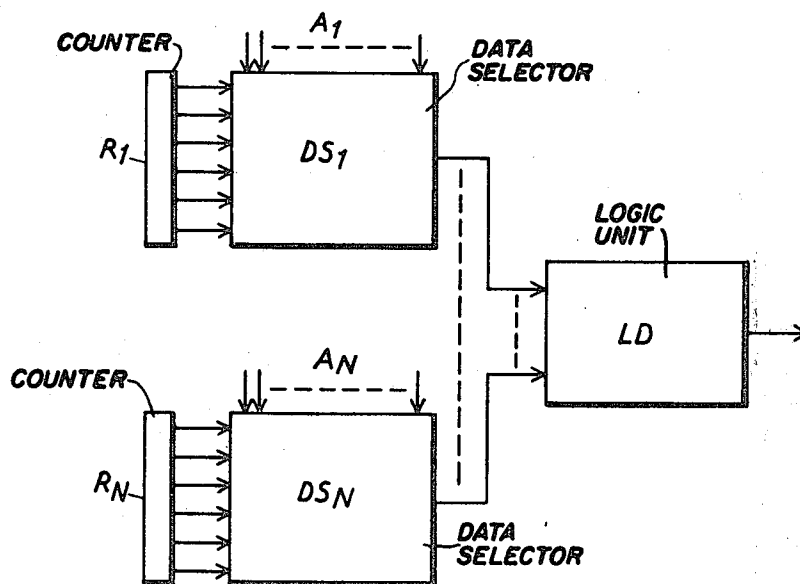 COUNTER
A1
DATA
SELECTOR
R1
DS1
LOGIC
UNIT
LD
COUNTER
AN
RN
DSN
DATA
SELECTOR